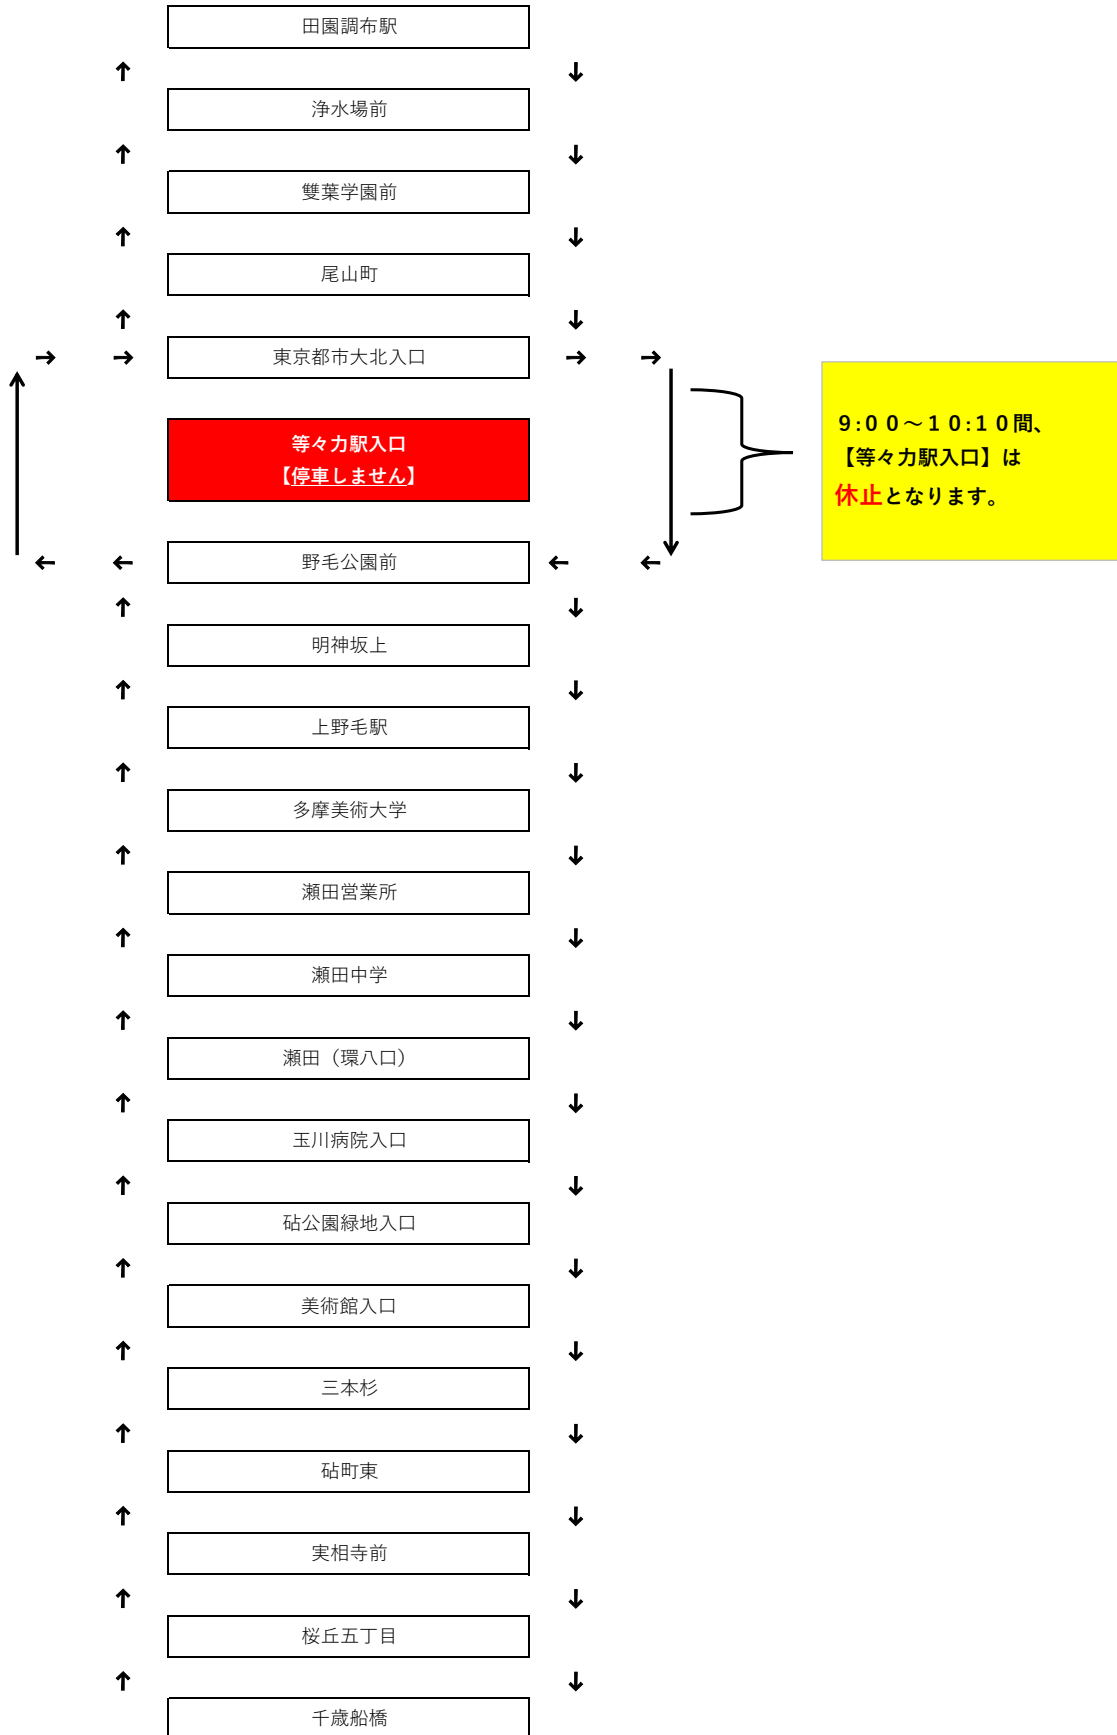 田園調布駅
↑ ↓
浄水場前
↑ ↓
雙葉学園前
↑ ↓
尾山町
↑ ↓
→ → 東京都市大北入口 → →
等々力駅入口
【停車しません】
9:00～10:10間、
【等々力駅入口】は
休止となります。
← ← 野毛公園前 ← ←
↑ ↓
明神坂上
↑ ↓
上野毛駅
↑ ↓
多摩美術大学
↑ ↓
瀬田営業所
↑ ↓
瀬田中学
↑ ↓
瀬田（環八口）
↑ ↓
玉川病院入口
↑ ↓
砧公園緑地入口
↑ ↓
美術館入口
↑ ↓
三本杉
↑ ↓
砧町東
↑ ↓
実相寺前
↑ ↓
桜丘五丁目
↑ ↓
千歳船橋